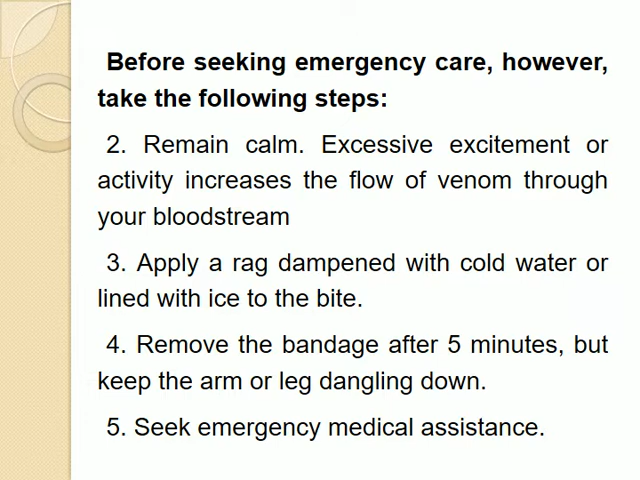 Before seeking emergency care, however,
take the following steps:
2. Remain calm. Excessive excitement or
activity increases the flow of venom through
your bloodstream
3. Apply a rag dampened with cold water or
lined with ice to the bite.
4. Remove the bandage after 5 minutes, but
keep the arm or leg dangling down.
5. Seek emergency medical assistance.